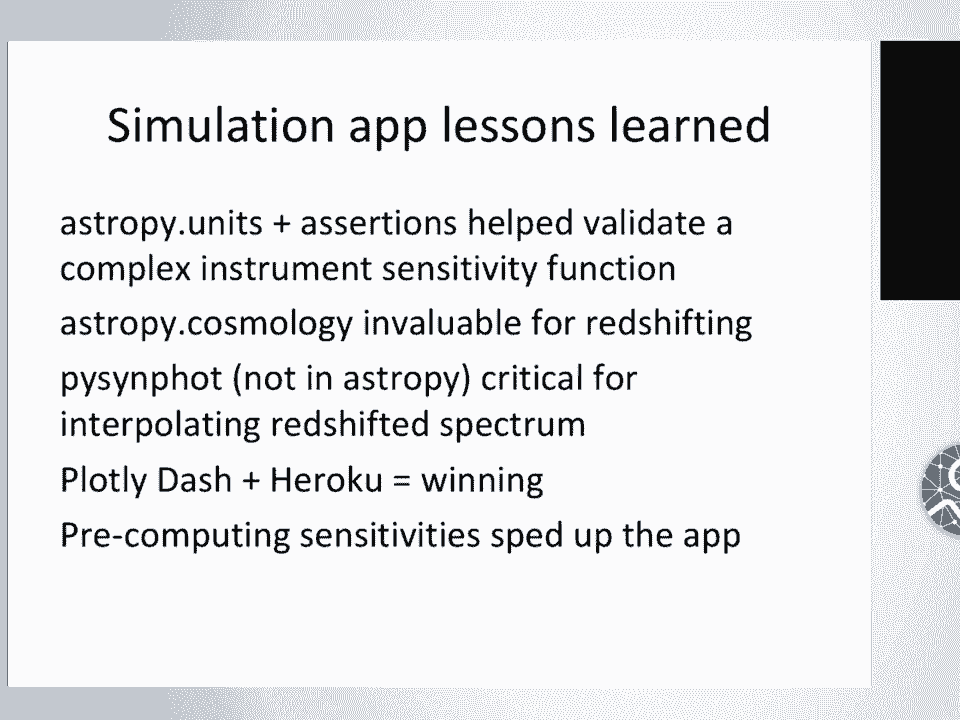 Simulation app lessons learned
astropy.units + assertions helped validate a
complex instrument sensitivity function
astropy.cosmology invaluable for redshifting
pysynphot (not in astropy) critical for
interpolating redshifted spectrum
Plotly Dash + Heroku = winning
Pre-computing sensitivities sped up the app